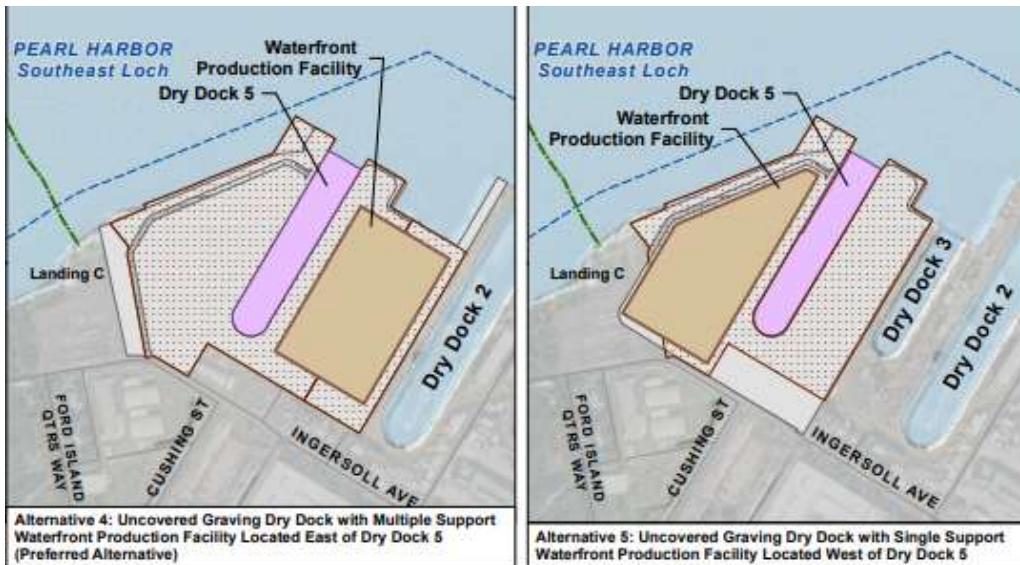 PEARL HARBOR
Southeast Loch
Waterfront
Production Facility
Dry Dock 5
Landing C
Dry Dock 2
FORD ISLAND
QTRS WAY
CUSHING ST
INGERSOLL AVE
Alternative 4: Uncovered Graving Dry Dock with Multiple Support
Waterfront Production Facility Located East of Dry Dock 5
(Preferred Alternative)
PEARL HARBOR
Southeast Loch
Dry Dock 5
Waterfront
Production Facility
Landing C
Dry Dock 3
Dry Dock 2
FORD ISLAND
QTRS WAY
CUSHING ST
INGERSOLL AVE
Alternative 5: Uncovered Graving Dry Dock with Single Support
Waterfront Production Facility Located West of Dry Dock 5